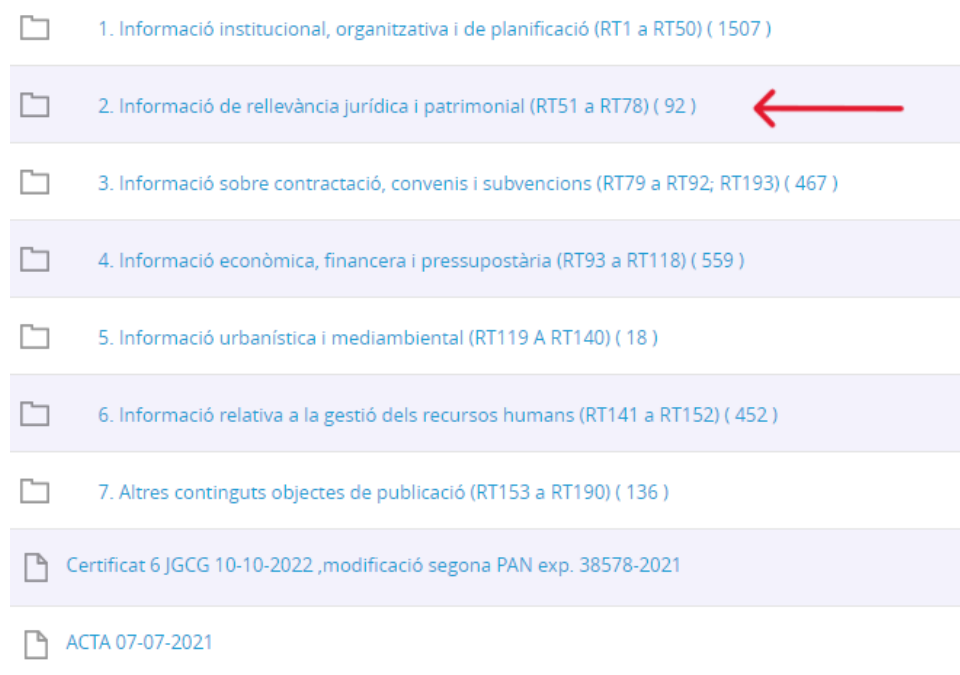 1. Informació institucional, organitzativa i de planificació (RT1 a RT50) ( 1507 )
2. Informació de rellevància jurídica i patrimonial (RT51 a RT78) ( 92 )
3. Informació sobre contractació, convenis i subvencions (RT79 a RT92; RT193) ( 467 )
4. Informació econòmica, financera i pressupostària (RT93 a RT118) ( 559 )
5. Informació urbanística i mediambiental (RT119 A RT140) ( 18 )
6. Informació relativa a la gestió dels recursos humans (RT141 a RT152) ( 452 )
7. Altres continguts objectes de publicació (RT153 a RT190) ( 136 )
Certificat 6 JGCG 10-10-2022 ,modificació segona PAN exp. 38578-2021
ACTA 07-07-2021